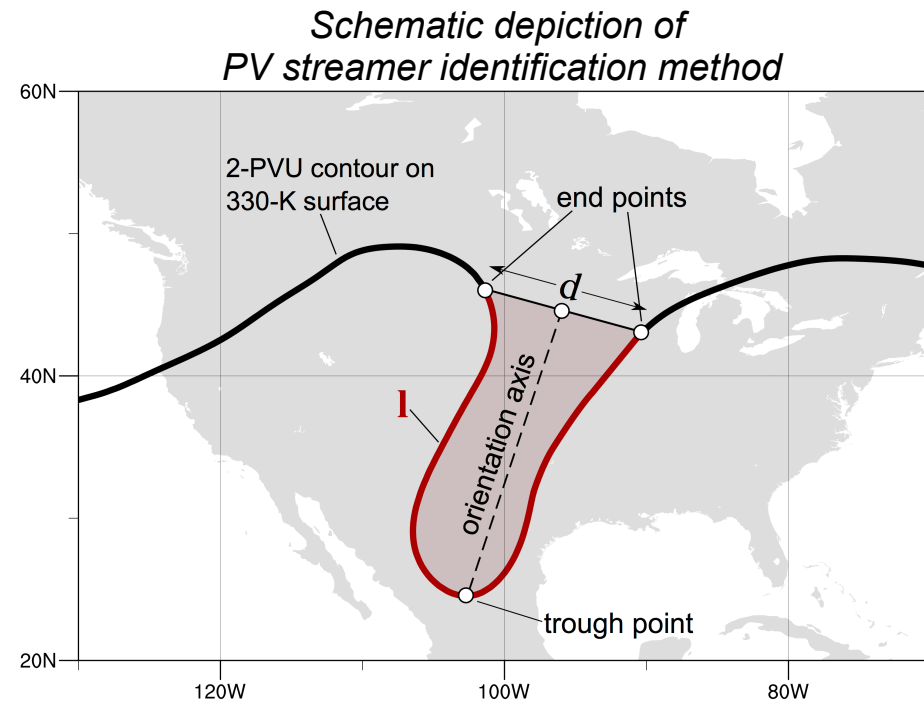 Schematic depiction of
PV streamer identification method
60N
2-PVU contour on
330-K surface
end points
d
40N
l
orientation axis
trough point
20N
120W
100W
80W